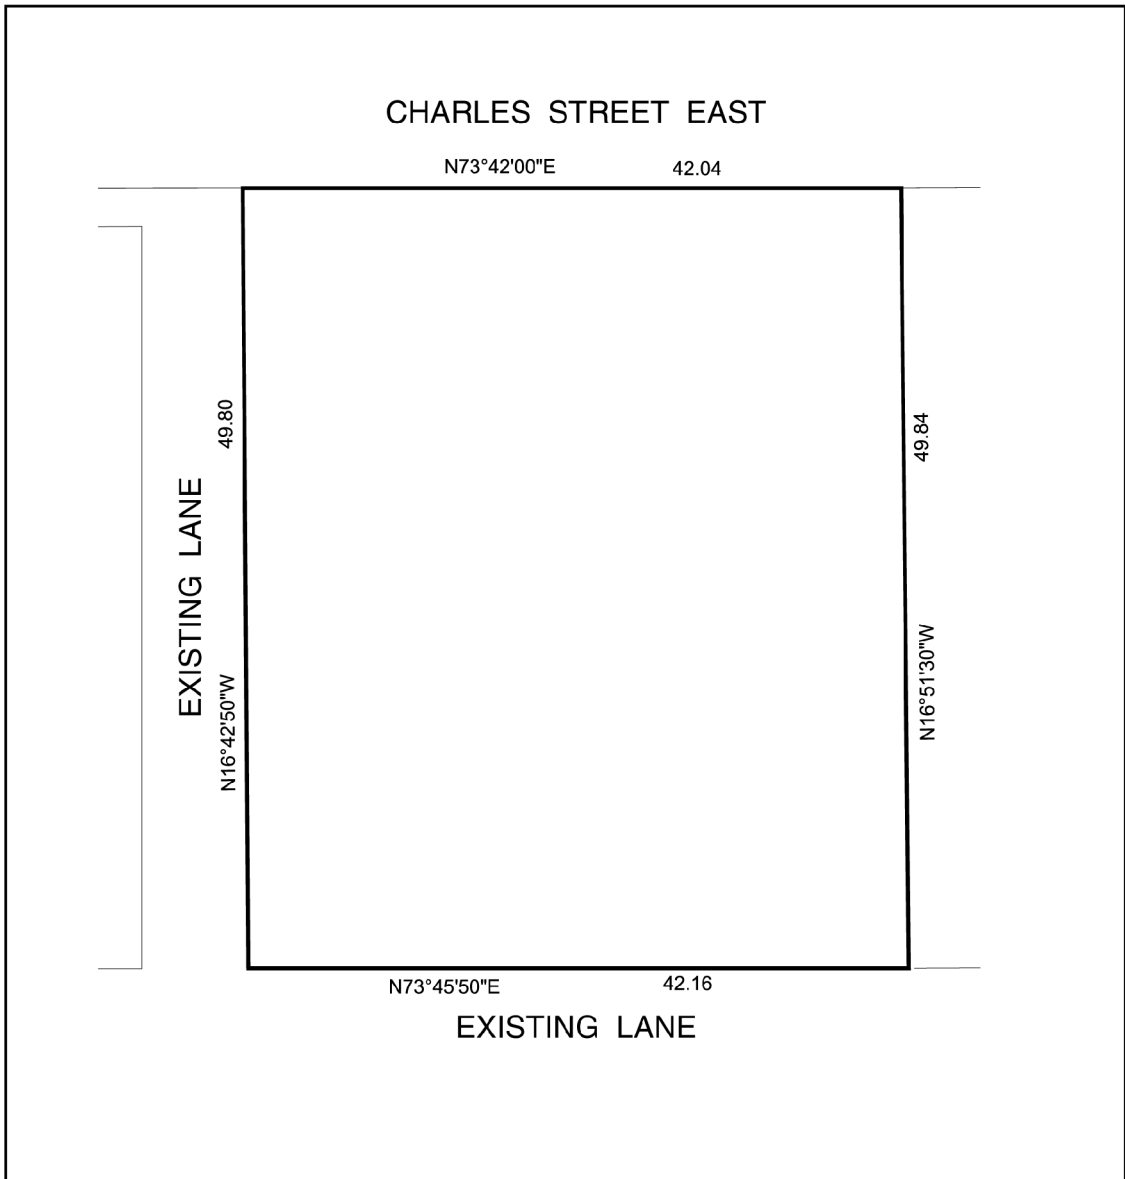 CHARLES STREET EAST
N73°42'00"E 42.04
49.80
49.84
EXISTING LANE
N16°42'50"W
N16°51'30"W
N73°45'50"E 42.16
EXISTING LANE